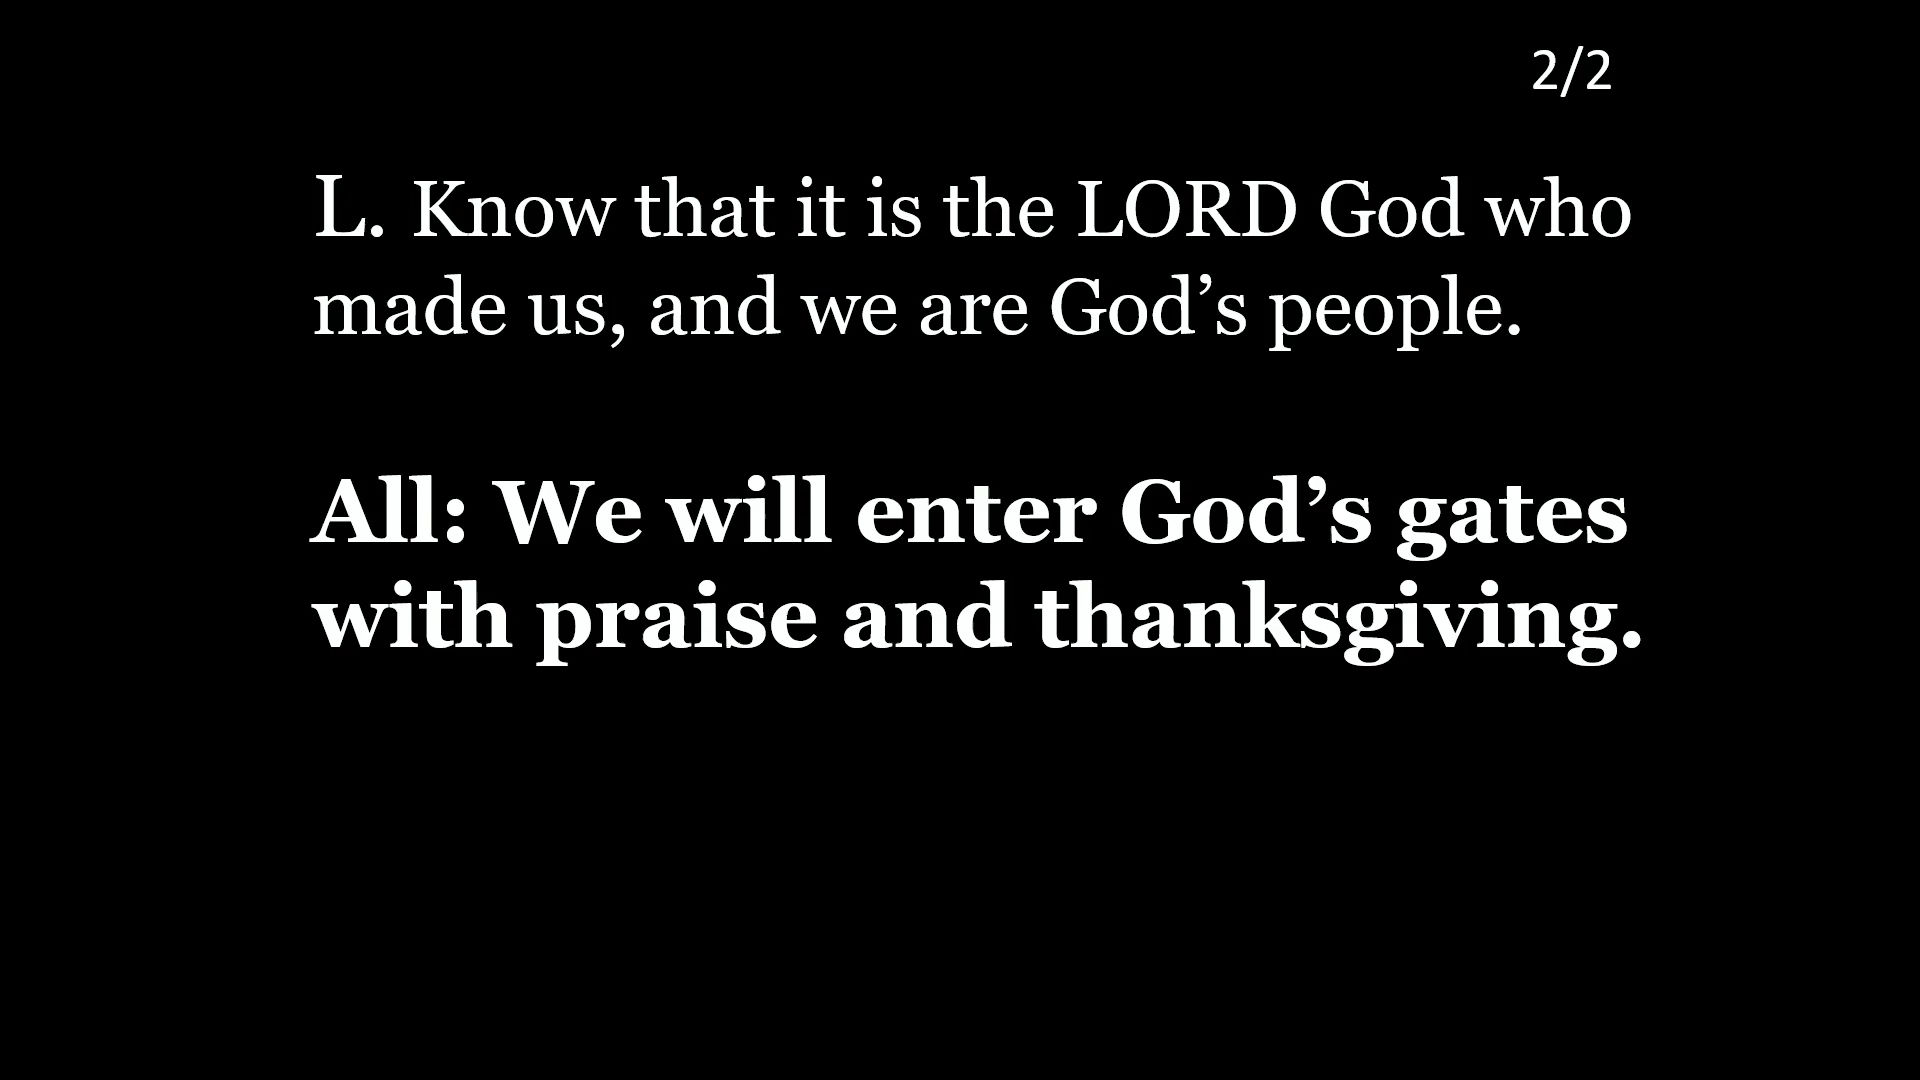 2/2
L. Know that it is the LORD God who
made us, and we are God’s people.
All: We will enter God’s gates
with praise and thanksgiving.